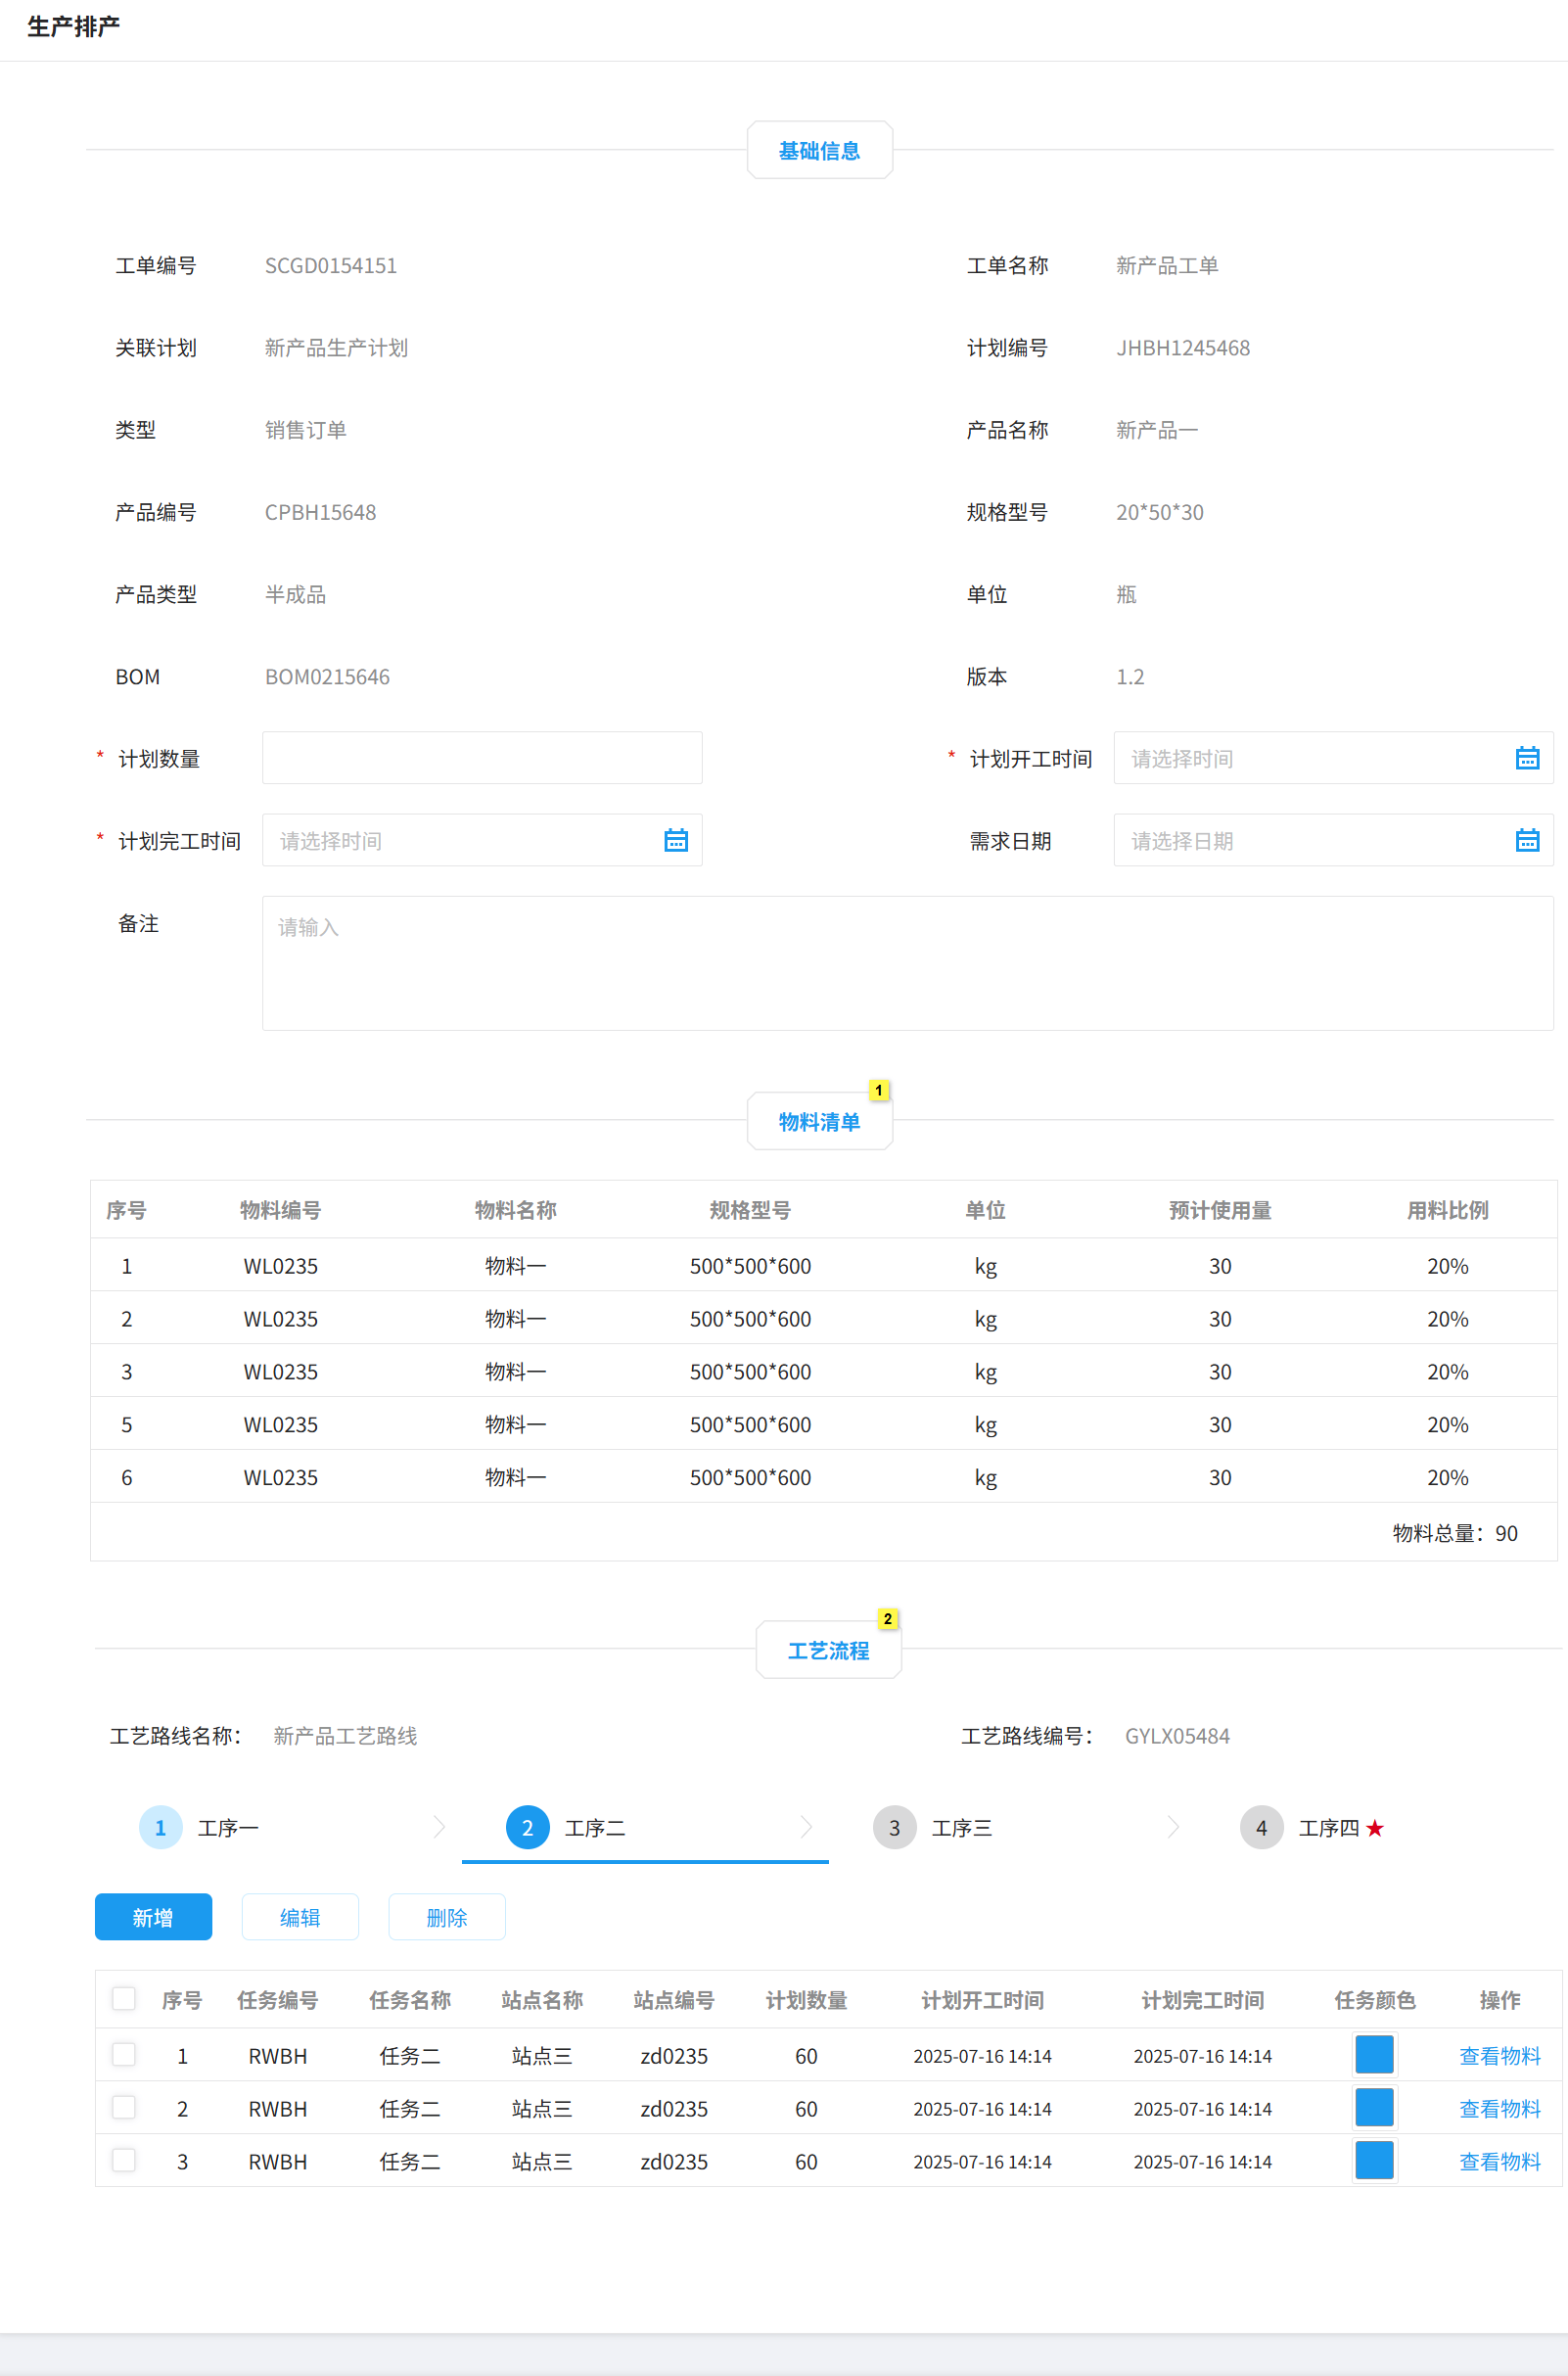 生产排产
基础信息
工单编号 SCGD0154151 工单名称 新产品工单
关联计划 新产品生产计划 计划编号 JHBH1245468
类型 销售订单 产品名称 新产品一
产品编号 CPBH15648 规格型号 20*50*30
产品类型 半成品 单位 瓶
BOM BOM0215646 版本 1.2
* 计划数量 * 计划开工时间 请选择时间
* 计划完工时间 请选择时间 需求日期 请选择日期
备注 请输入
1
物料清单
序号 物料编号 物料名称 规格型号 单位 预计使用量 用料比例
1 WL0235 物料一 500*500*600 kg 30 20%
2 WL0235 物料一 500*500*600 kg 30 20%
3 WL0235 物料一 500*500*600 kg 30 20%
5 WL0235 物料一 500*500*600 kg 30 20%
6 WL0235 物料一 500*500*600 kg 30 20%
物料总量：90
2
工艺流程
工艺路线名称： 新产品工艺路线 工艺路线编号： GYLX05484
1 工序一 2 工序二 3 工序三 4 工序四 ★
新增 编辑 删除
序号 任务编号 任务名称 站点名称 站点编号 计划数量 计划开工时间 计划完工时间 任务颜色 操作
1 RWBH 任务二 站点三 zd0235 60 2025-07-16 14:14 2025-07-16 14:14 查看物料
2 RWBH 任务二 站点三 zd0235 60 2025-07-16 14:14 2025-07-16 14:14 查看物料
3 RWBH 任务二 站点三 zd0235 60 2025-07-16 14:14 2025-07-16 14:14 查看物料